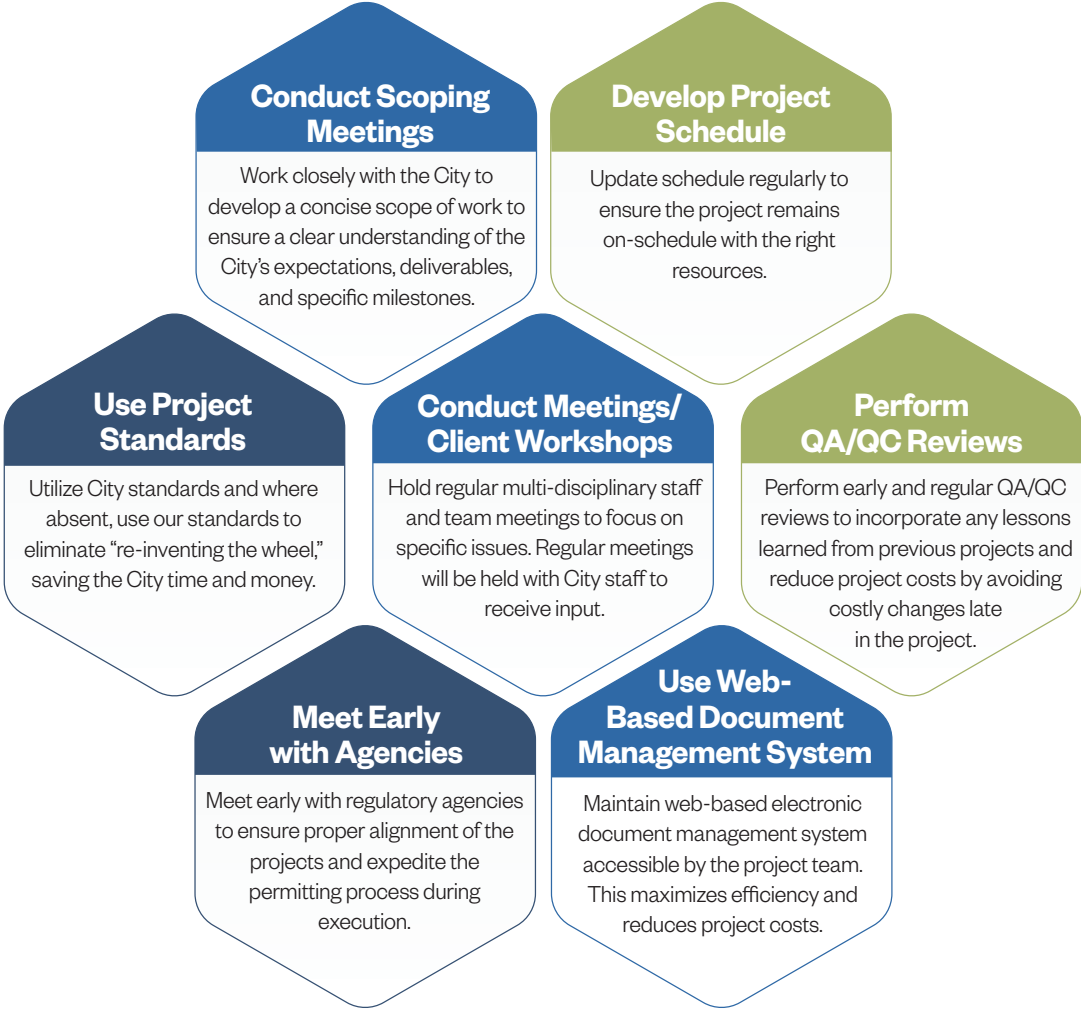 Conduct Scoping
Meetings
Work closely with the City to
develop a concise scope of work to
ensure a clear understanding of the
City’s expectations, deliverables,
and specific milestones.
Develop Project
Schedule
Update schedule regularly to
ensure the project remains
on-schedule with the right
resources.
Use Project
Standards
Utilize City standards and where
absent, use our standards to
eliminate “re-inventing the wheel,”
saving the City time and money.
Conduct Meetings/
Client Workshops
Hold regular multi-disciplinary staff
and team meetings to focus on
specific issues. Regular meetings
will be held with City staff to
receive input.
Perform
QA/QC Reviews
Perform early and regular QA/QC
reviews to incorporate any lessons
learned from previous projects and
reduce project costs by avoiding
costly changes late
in the project.
Meet Early
with Agencies
Meet early with regulatory agencies
to ensure proper alignment of the
projects and expedite the
permitting process during
execution.
Use Web-
Based Document
Management System
Maintain web-based electronic
document management system
accessible by the project team.
This maximizes efficiency and
reduces project costs.